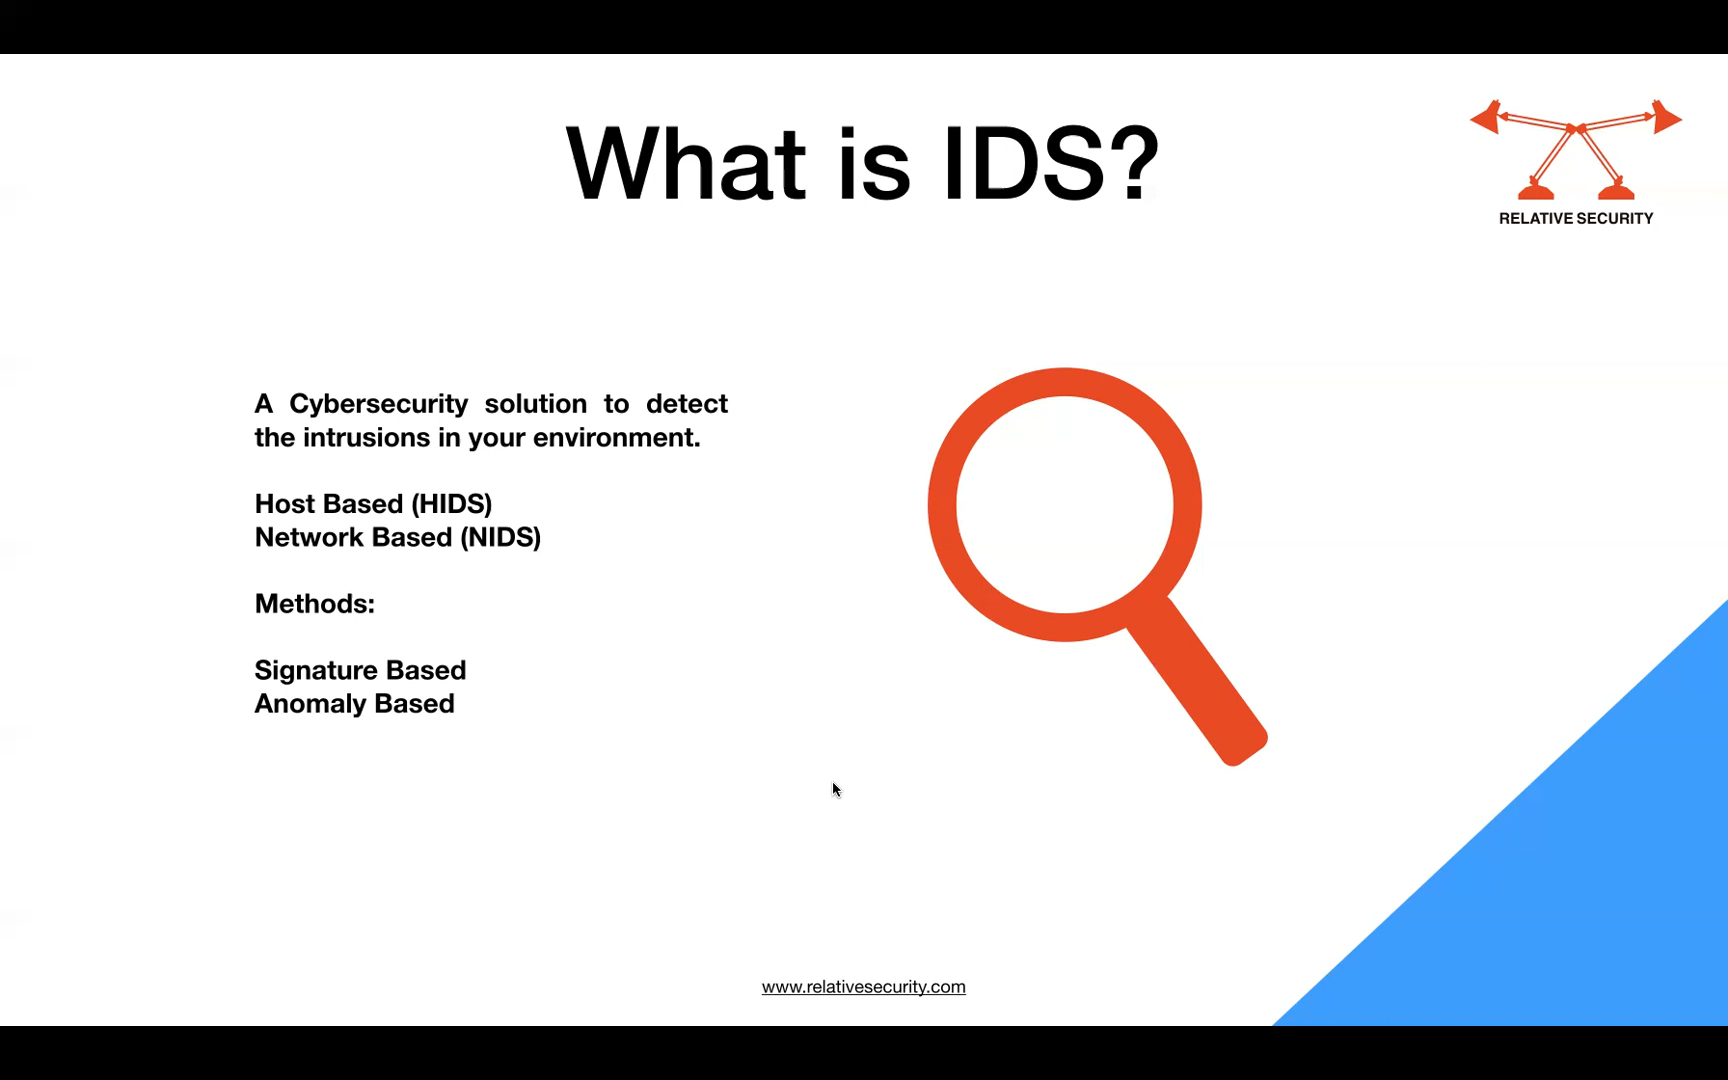 What is IDS?
RELATIVE SECURITY
A Cybersecurity solution to detect
the intrusions in your environment.
Host Based (HIDS)
Network Based (NIDS)
Methods:
Signature Based
Anomaly Based
www.relativesecurity.com